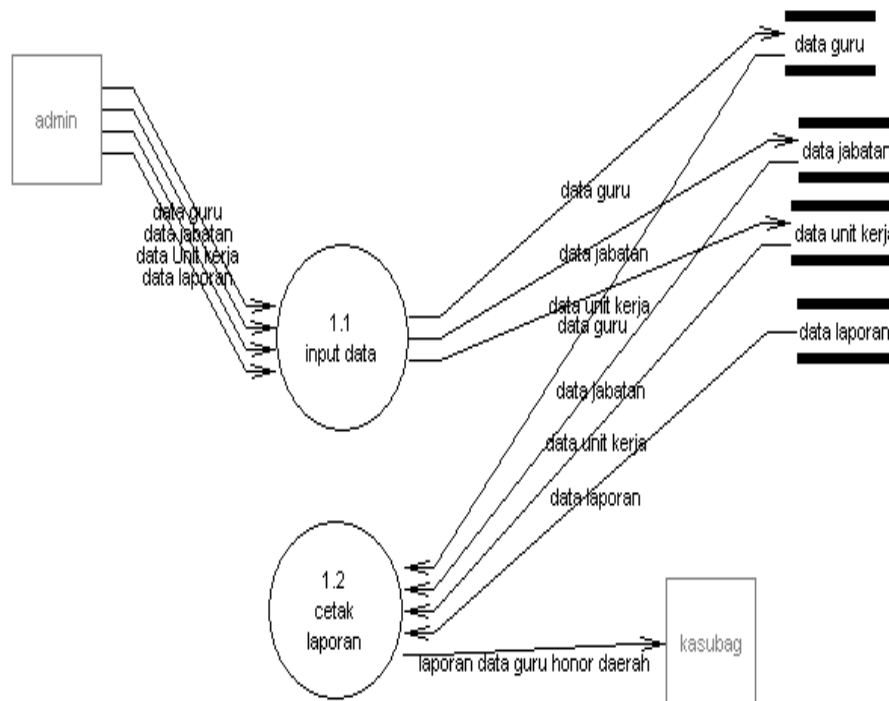 admin
data guru
data jabatan
data Unit kerja
data laporan
1.1
input data
data guru
data jabatan
data unit kerja
data guru
data jabatan
data unit kerja
data laporan
data guru
data jabatan
data unit kerja
data laporan
1.2
cetak
laporan
laporan data guru honor daerah
kasubag